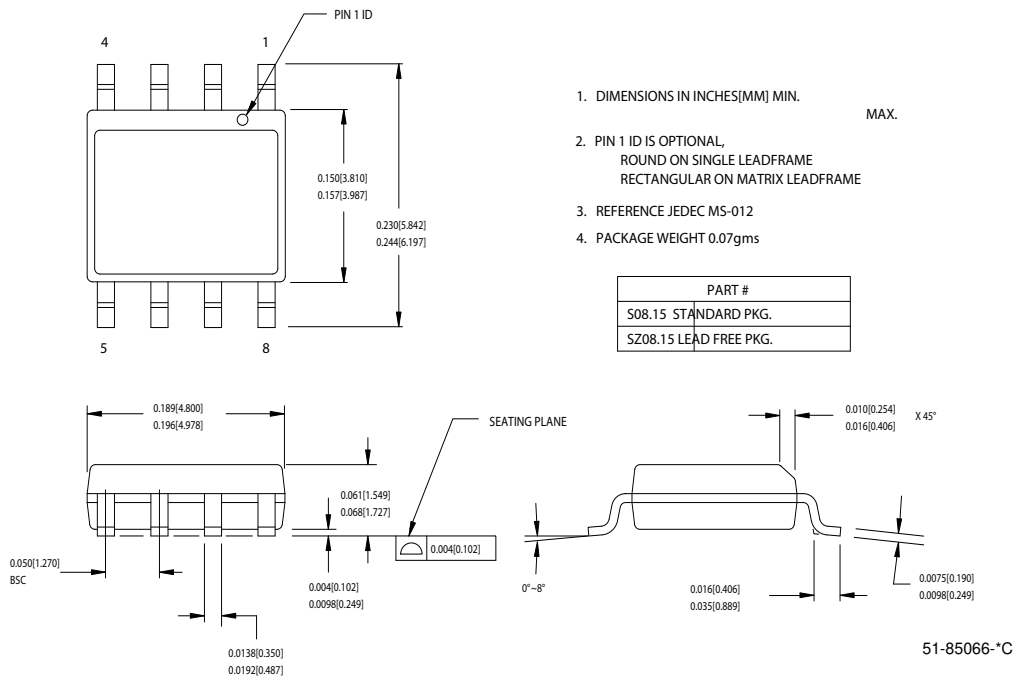 PIN 1 ID
4
1
0.150[3.810]
0.157[3.987]
0.230[5.842]
0.244[6.197]
5
8
1. DIMENSIONS IN INCHES[MM] MIN.
MAX.
2. PIN 1 ID IS OPTIONAL,
ROUND ON SINGLE LEADFRAME
RECTANGULAR ON MATRIX LEADFRAME
3. REFERENCE JEDEC MS-012
4. PACKAGE WEIGHT 0.07gms
PART #
S08.15 STANDARD PKG.
SZ08.15 LEAD FREE PKG.
0.189[4.800]
0.196[4.978]
SEATING PLANE
0.010[0.254]
0.016[0.406]
X 45°
0.061[1.549]
0.068[1.727]
0.004[0.102]
0.050[1.270]
BSC
0.004[0.102]
0.0098[0.249]
0°~8°
0.016[0.406]
0.035[0.889]
0.0075[0.190]
0.0098[0.249]
0.0138[0.350]
0.0192[0.487]
51-85066-*C